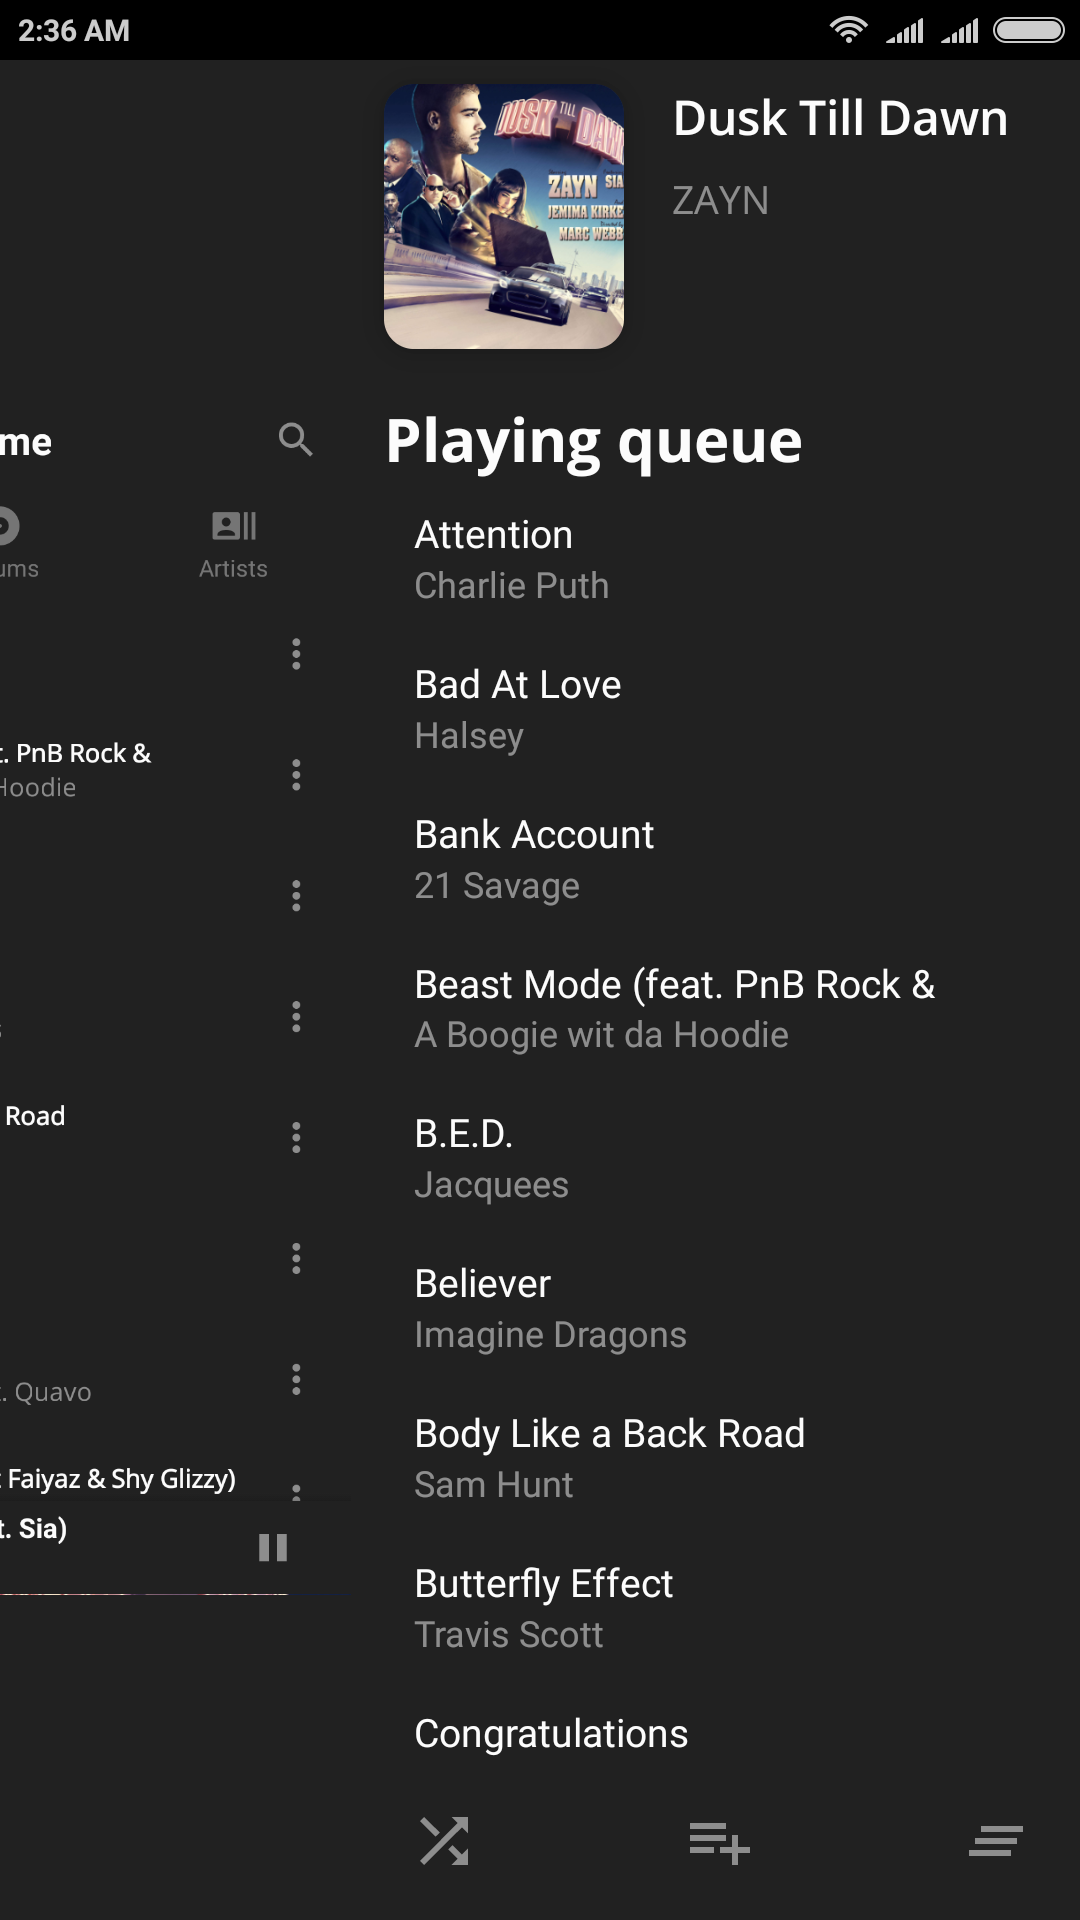 2:36 AM
DUSK TILL DAWN
ZAYN SIA
JEMIMA KIRKE
MARC WEBB
Dusk Till Dawn
ZAYN
me
Playing queue
ums
Artists
Attention
Charlie Puth
Bad At Love
Halsey
t. PnB Rock &
Hoodie
Bank Account
21 Savage
Beast Mode (feat. PnB Rock &
A Boogie wit da Hoodie
s
Road
B.E.D.
Jacquees
Believer
Imagine Dragons
t. Quavo
Body Like a Back Road
Sam Hunt
t Faiyaz & Shy Glizzy)
t. Sia)
Butterfly Effect
Travis Scott
Congratulations